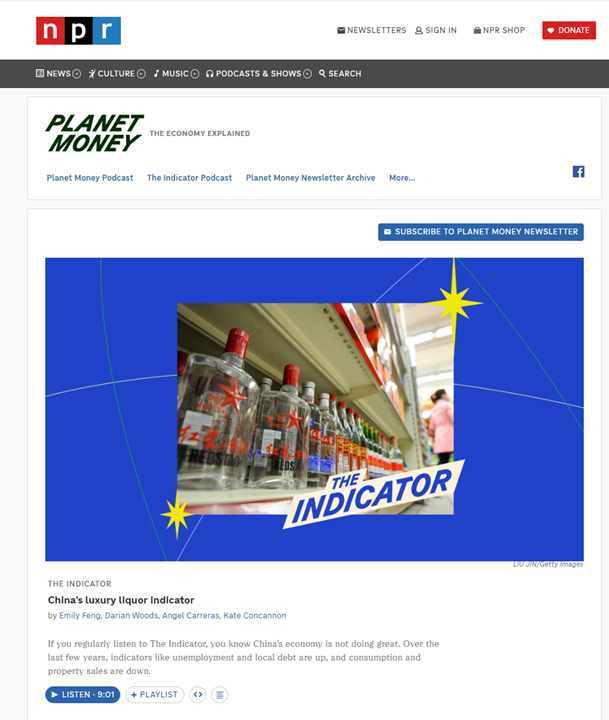 npr
NEWSLETTERS SIGN IN NPR SHOP DONATE
NEWS CULTURE MUSIC PODCASTS & SHOWS SEARCH
PLANET
MONEY
THE ECONOMY EXPLAINED
Planet Money Podcast The Indicator Podcast Planet Money Newsletter Archive More...
SUBSCRIBE TO PLANET MONEY NEWSLETTER
红星
REDST
THE
INDICATOR
LIU JIN/Getty Images
THE INDICATOR
China's luxury liquor indicator
by Emily Feng, Darian Woods, Angel Carreras, Kate Concannon
If you regularly listen to The Indicator, you know China's economy is not doing great. Over the
last few years, indicators like unemployment and local debt are up, and consumption and
property sales are down.
LISTEN · 9:01 + PLAYLIST